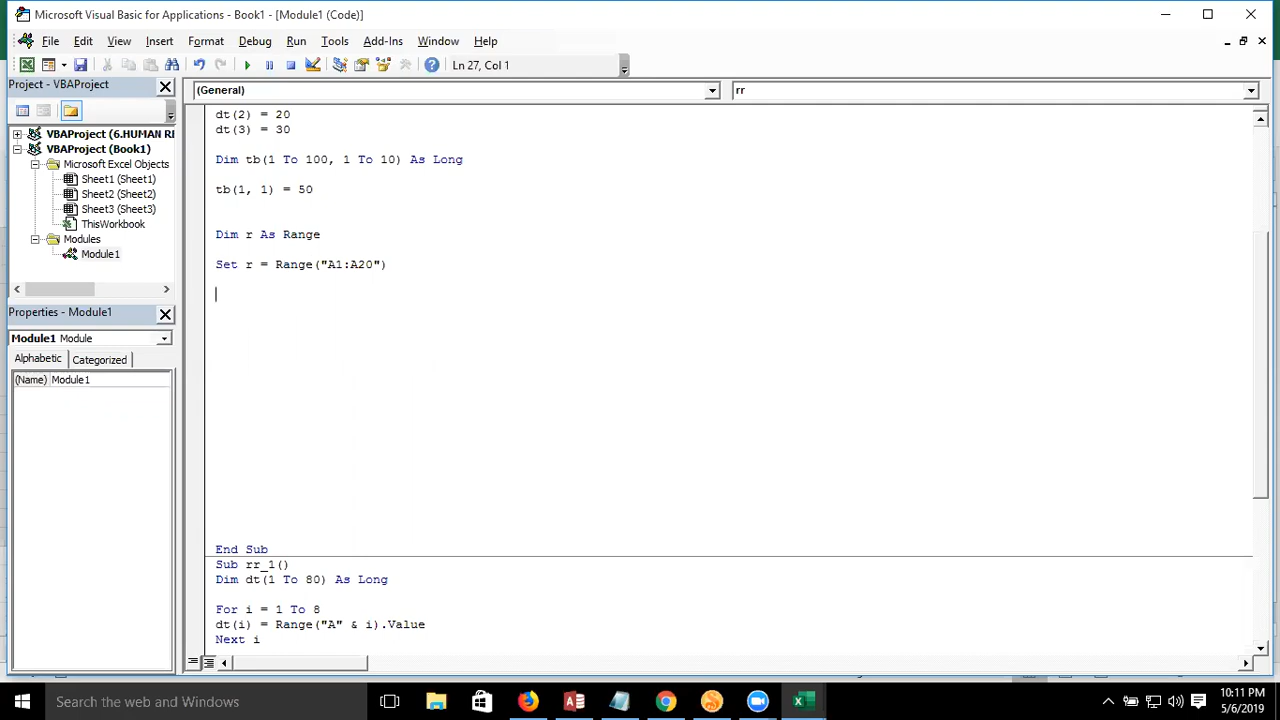 Microsoft Visual Basic for Applications - Book1 - [Module1 (Code)]
File Edit View Insert Format Debug Run Tools Add-Ins Window Help
Ln 27, Col 1
Project - VBAProject
(General)
rr
VBAProject (6.HUMAN RE
VBAProject (Book1)
Microsoft Excel Objects
Sheet1 (Sheet1)
Sheet2 (Sheet2)
Sheet3 (Sheet3)
ThisWorkbook
Modules
Module1
Properties - Module1
Module1 Module
Alphabetic Categorized
(Name) Module1
dt(2) = 20
dt(3) = 30
Dim tb(1 To 100, 1 To 10) As Long
tb(1, 1) = 50
Dim r As Range
Set r = Range("A1:A20")
End Sub
Sub rr_1()
Dim dt(1 To 80) As Long
For i = 1 To 8
dt(i) = Range("A" & i).Value
Next i
Search the web and Windows
10:11 PM
5/6/2019